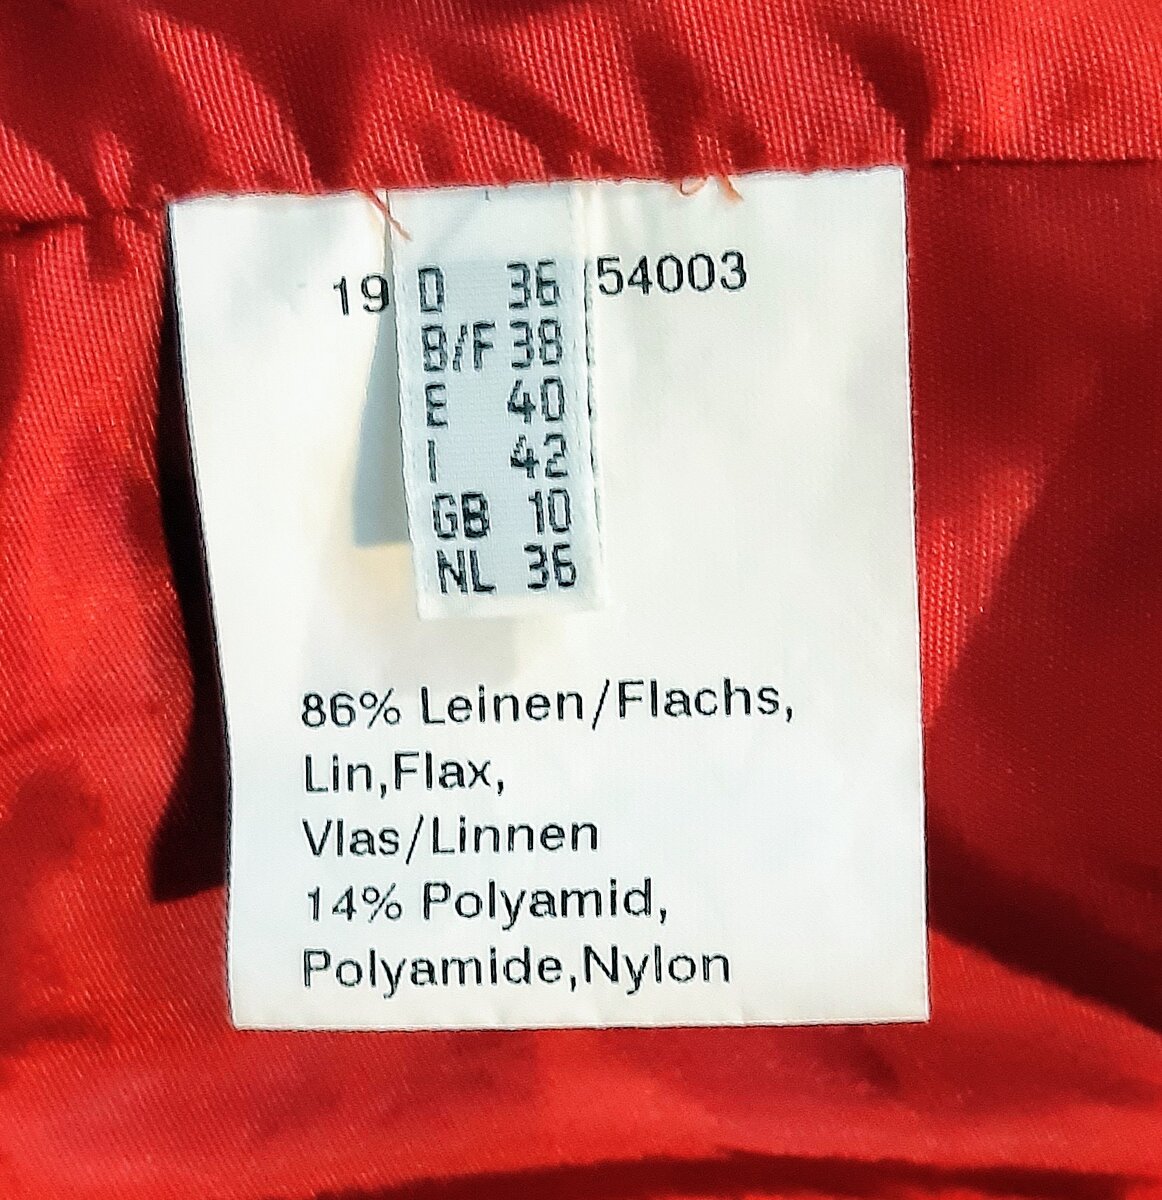 19 54003
D 36
B/F 38
E 40
I 42
GB 10
NL 36
86% Leinen/Flachs,
Lin,Flax,
Vlas/Linnen
14% Polyamid,
Polyamide,Nylon